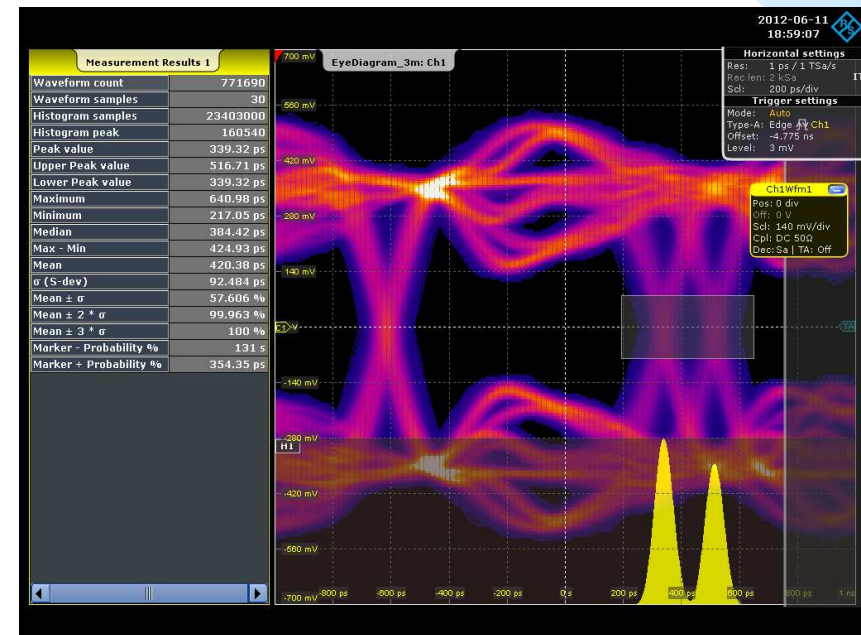 2012-06-11
18:59:07
Measurement Results 1
Waveform count 771690
Waveform samples 30
Histogram samples 23403000
Histogram peak 160540
Peak value 339.32 ps
Upper Peak value 516.71 ps
Lower Peak value 339.32 ps
Maximum 640.98 ps
Minimum 217.05 ps
Median 384.42 ps
Max - Min 424.93 ps
Mean 420.38 ps
σ (S-dev) 92.484 ps
Mean ± σ 57.606 %
Mean ± 2 * σ 99.963 %
Mean ± 3 * σ 100 %
Marker - Probability % 131 s
Marker + Probability % 354.35 ps
700 mV
EyeDiagram_3m: Ch1
560 mV
420 mV
280 mV
140 mV
C1
TA
-140 mV
-280 mV
H1
-420 mV
-560 mV
-700 mV
-800 ps -600 ps -400 ps -200 ps 0 s 200 ps 400 ps 600 ps 800 ps 1 ns
Horizontal settings
Res: 1 ps / 1 TSa/s
Rec len: 2 kSa
Scl: 200 ps/div
Trigger settings
Mode: Auto
Type-A: Edge Ch1
Offset: -4.775 ns
Level: 3 mV
Ch1Wfm1
Pos: 0 div
Off: 0 V
Scl: 140 mV/div
Cpl: DC 50Ω
Dec: Sa | TA: Off